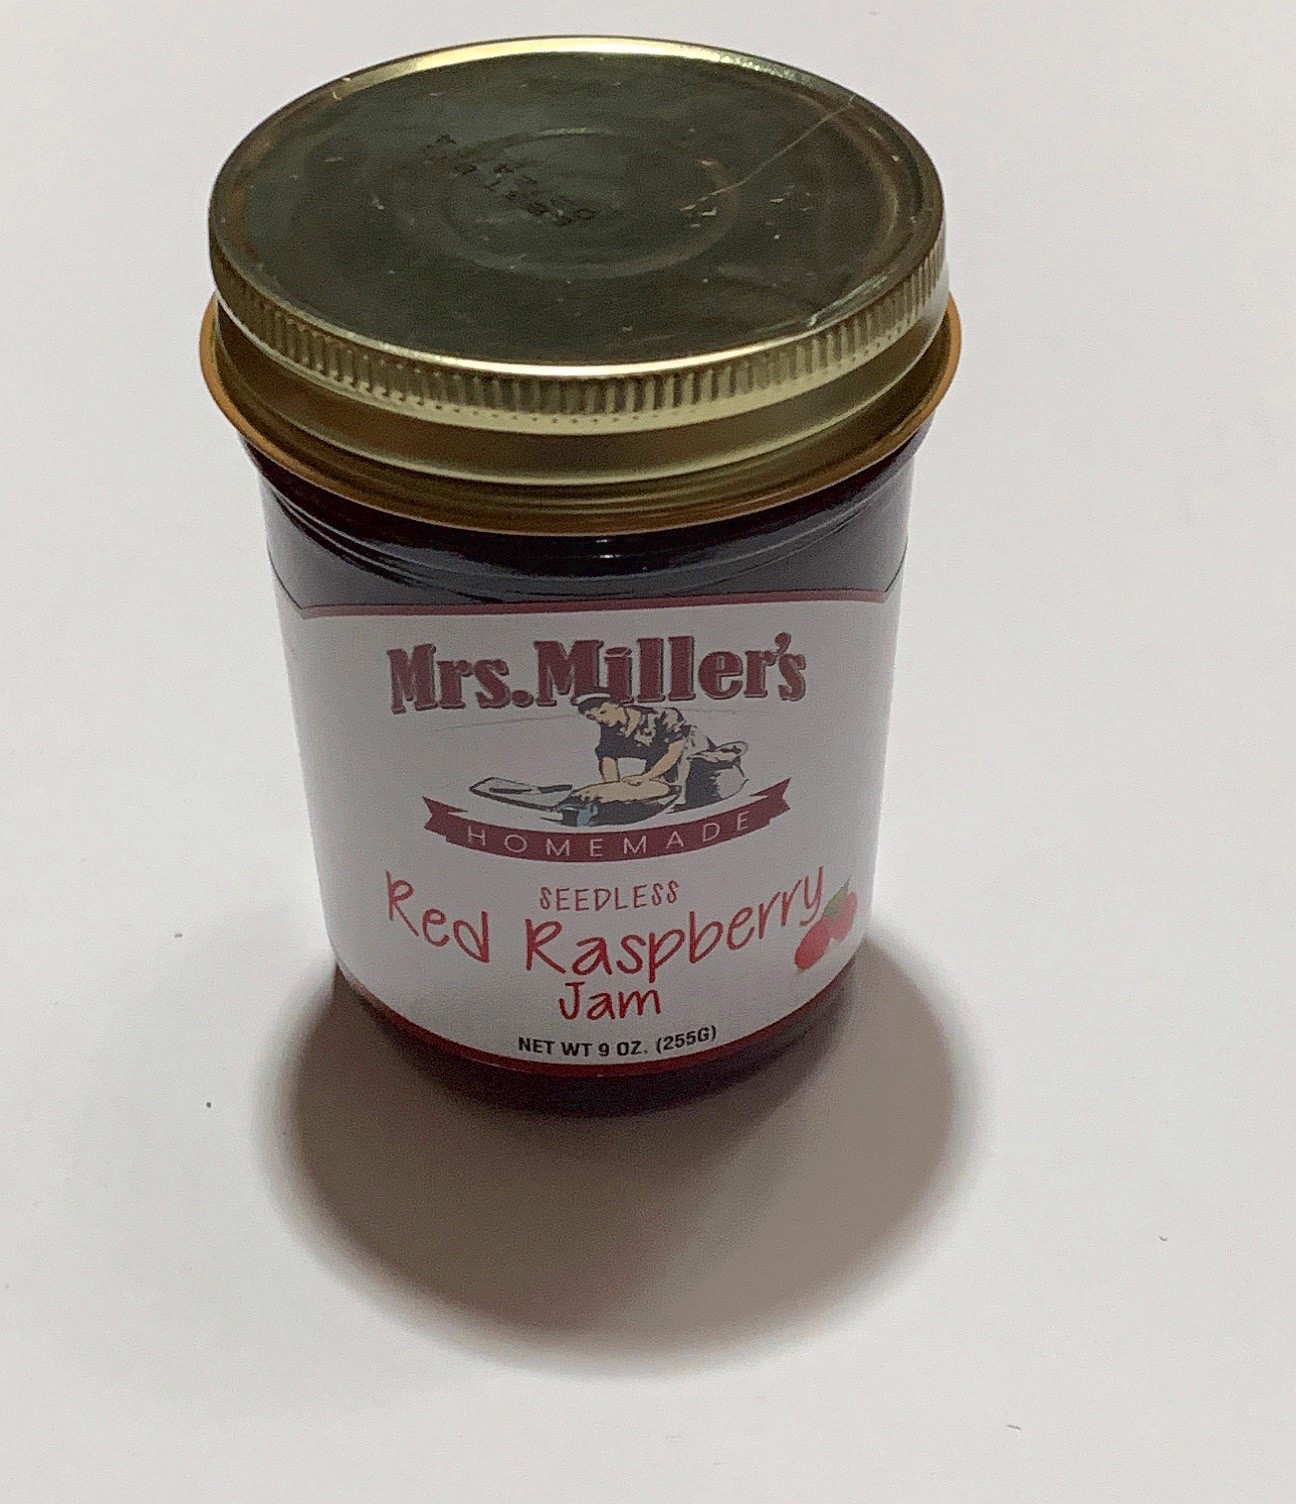 Mrs. Miller's
HOMEMADE
SEEDLESS
Red Raspberry
Jam
NET WT 9 OZ. (255G)